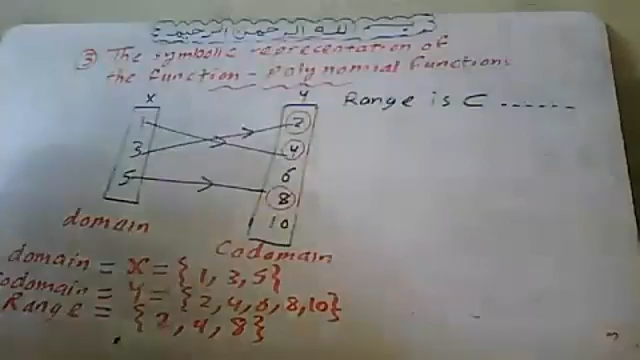 بسم الله الرحمن الرحيم
③ The symbolic representation of
the function - Polynomial Functions
x
y
Range is ⊂ ------
1
3
5
2
4
6
8
10
domain
Codomain
domain = X = {1, 3, 5}
Codomain = Y = {2, 4, 6, 8, 10}
Range = {2, 4, 8}